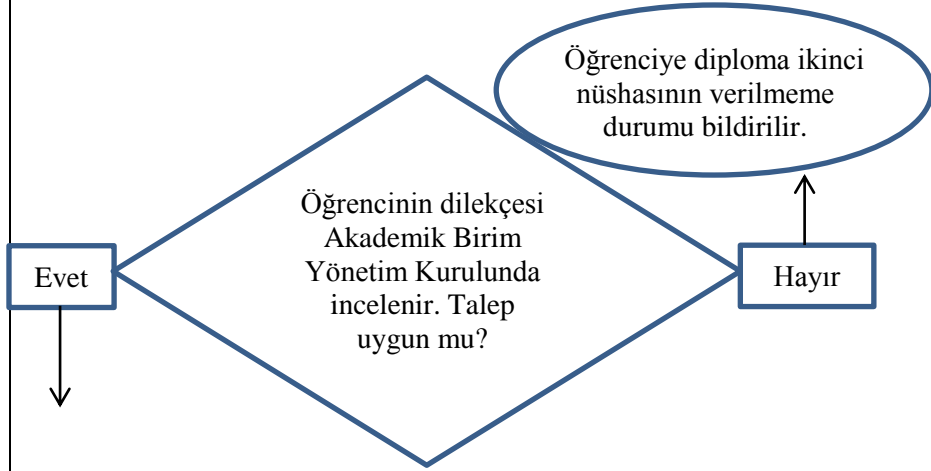 Öğrenciye diploma ikinci
nüshasının verilmeme
durumu bildirilir.
Öğrencinin dilekçesi
Akademik Birim
Yönetim Kurulunda
incelenir. Talep
uygun mu?
Evet
Hayır